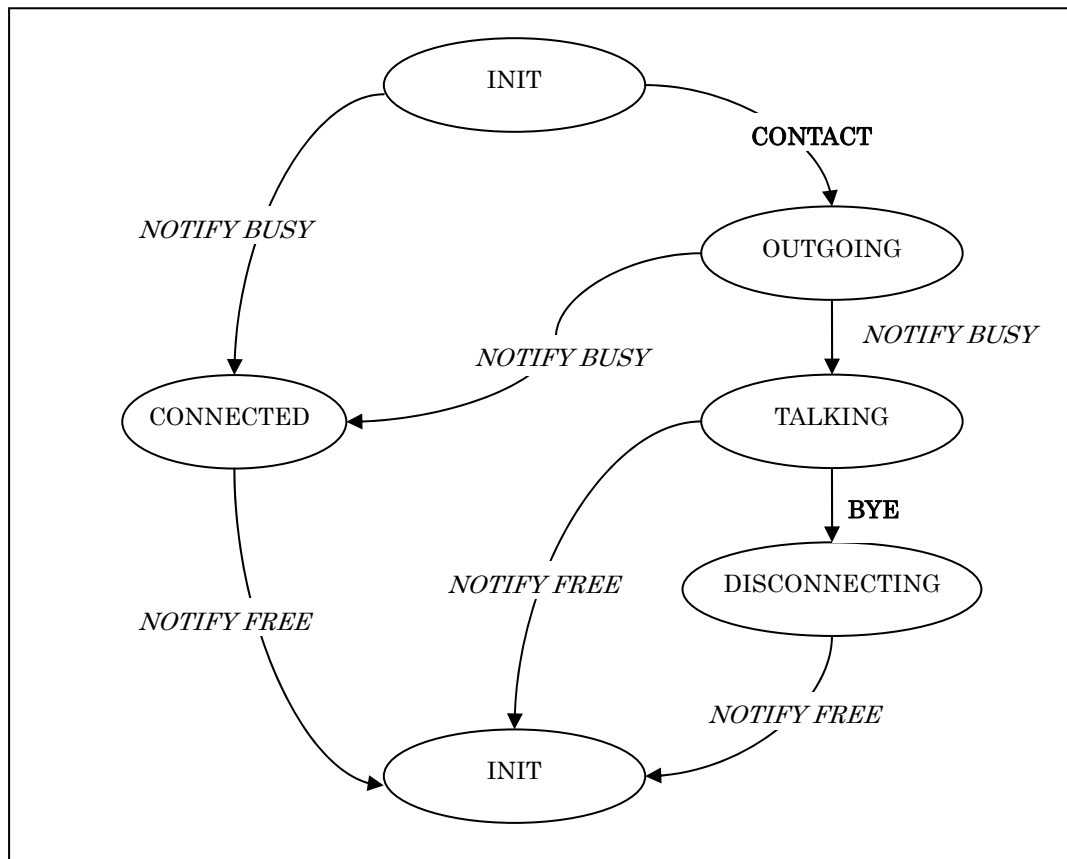 INIT
CONTACT
NOTIFY BUSY
OUTGOING
NOTIFY BUSY
NOTIFY BUSY
CONNECTED
TALKING
BYE
NOTIFY FREE
DISCONNECTING
NOTIFY FREE
NOTIFY FREE
INIT